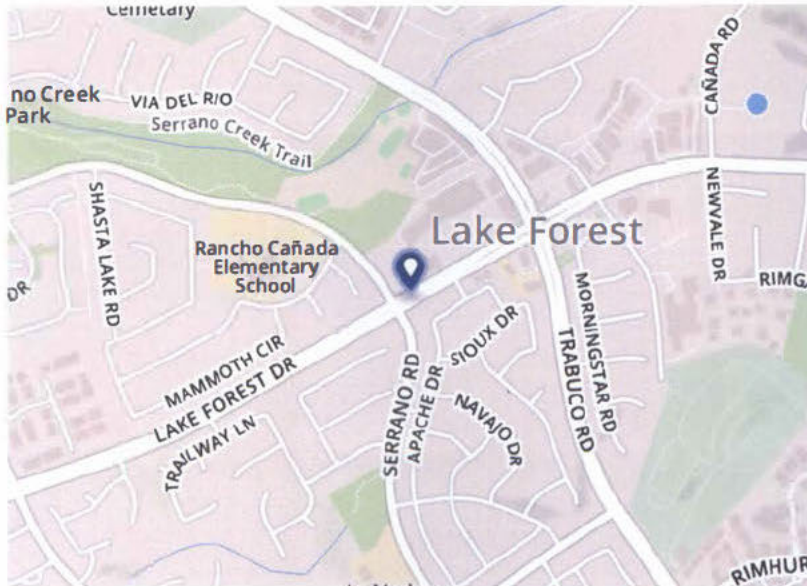 Cemetary
no Creek
Park
VIA DEL RIO
Serrano Creek
Trail
CAÑADA RD
SHASTA LAKE RD
Rancho Cañada
Elementary
School
Lake Forest
NEWVALE DR
DR
RIMGA
MAMMOTH CIR
LAKE FOREST DR
TRAILWAY LN
SERRANO RD
APACHE DR
SIOUX DR
NAVAJO DR
MORNINGSTAR RD
TRABUCO RD
RIMHUR